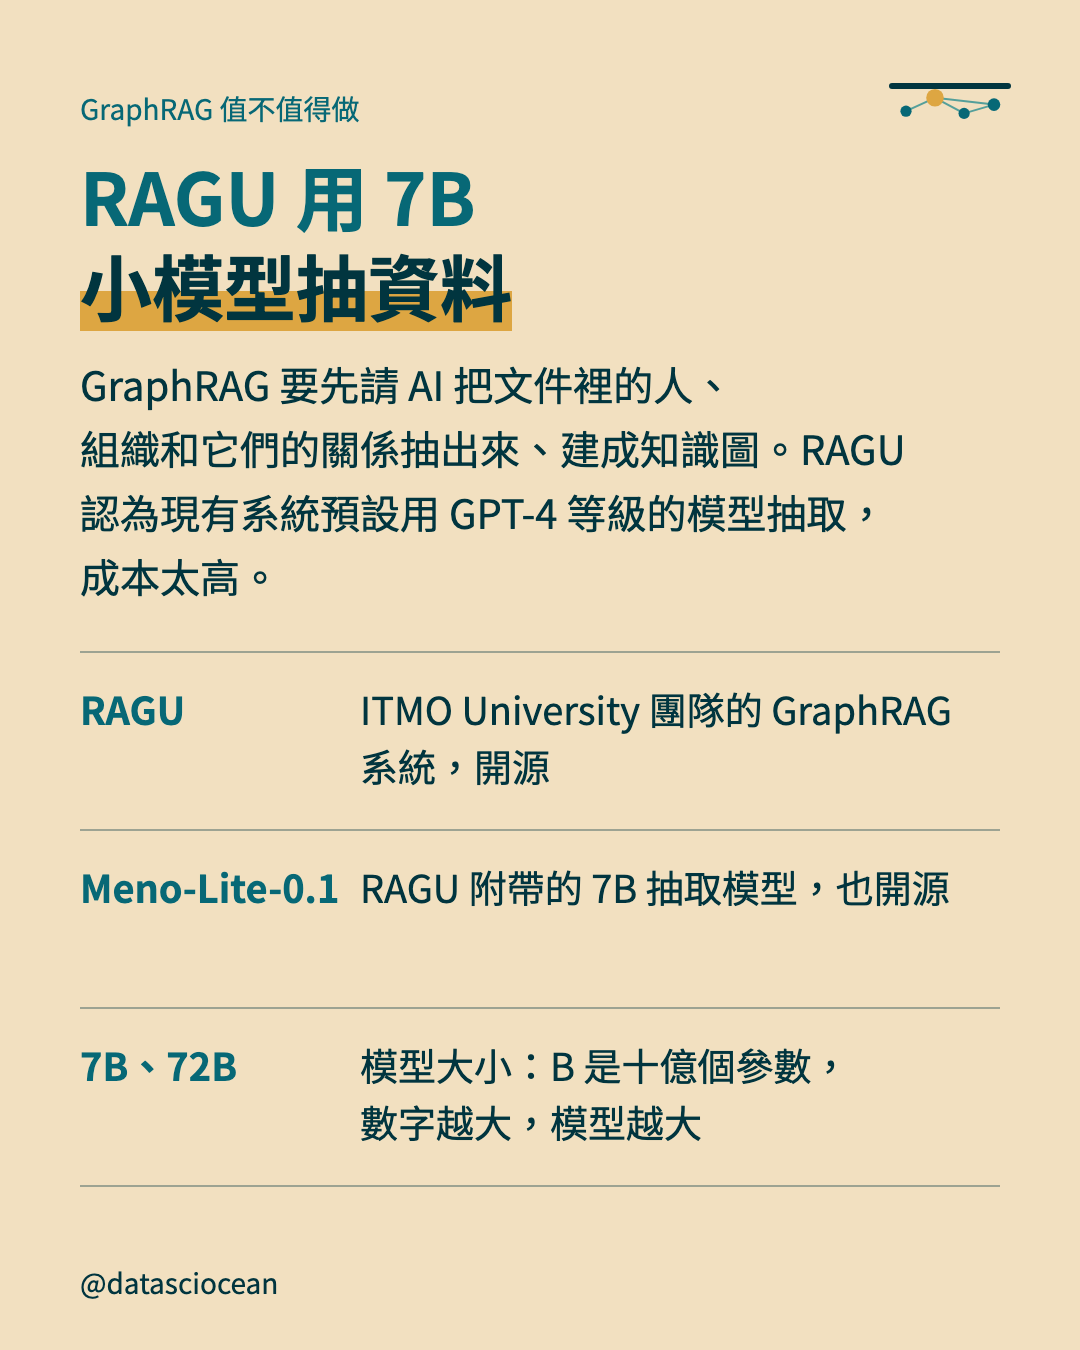 GraphRAG 值不值得做
RAGU 用 7B
小模型抽資料
GraphRAG 要先請 AI 把文件裡的人、
組織和它們的關係抽出來、建成知識圖。RAGU
認為現有系統預設用 GPT-4 等級的模型抽取，
成本太高。
RAGU
ITMO University 團隊的 GraphRAG
系統，開源
Meno-Lite-0.1
RAGU 附帶的 7B 抽取模型，也開源
7B、72B
模型大小：B 是十億個參數，
數字越大，模型越大
@datasciocean